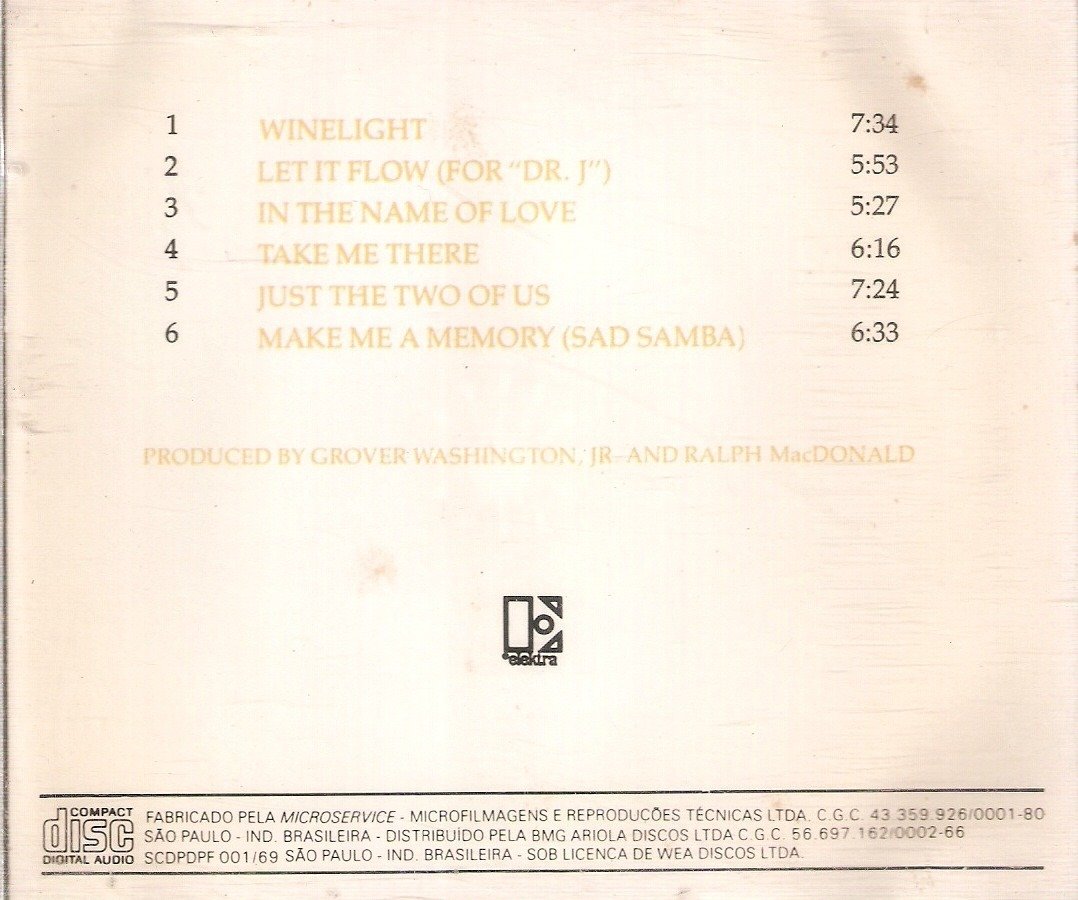 1 WINELIGHT 7:34
2 LET IT FLOW (FOR "DR. J") 5:53
3 IN THE NAME OF LOVE 5:27
4 TAKE ME THERE 6:16
5 JUST THE TWO OF US 7:24
6 MAKE ME A MEMORY (SAD SAMBA) 6:33
PRODUCED BY GROVER WASHINGTON, JR. AND RALPH MacDONALD
elektra
COMPACT
disc
DIGITAL AUDIO
FABRICADO PELA MICROSERVICE - MICROFILMAGENS E REPRODUCÕES TÉCNICAS LTDA. C.G.C. 43 359 926/0001-80
SÃO PAULO - IND. BRASILEIRA - DISTRIBUÍDO PELA BMG ARIOLA DISCOS LTDA C.G.C. 56.697.162/0002-66
SCDPDPF 001/69 SÃO PAULO - IND. BRASILEIRA - SOB LICENCA DE WEA DISCOS LTDA.